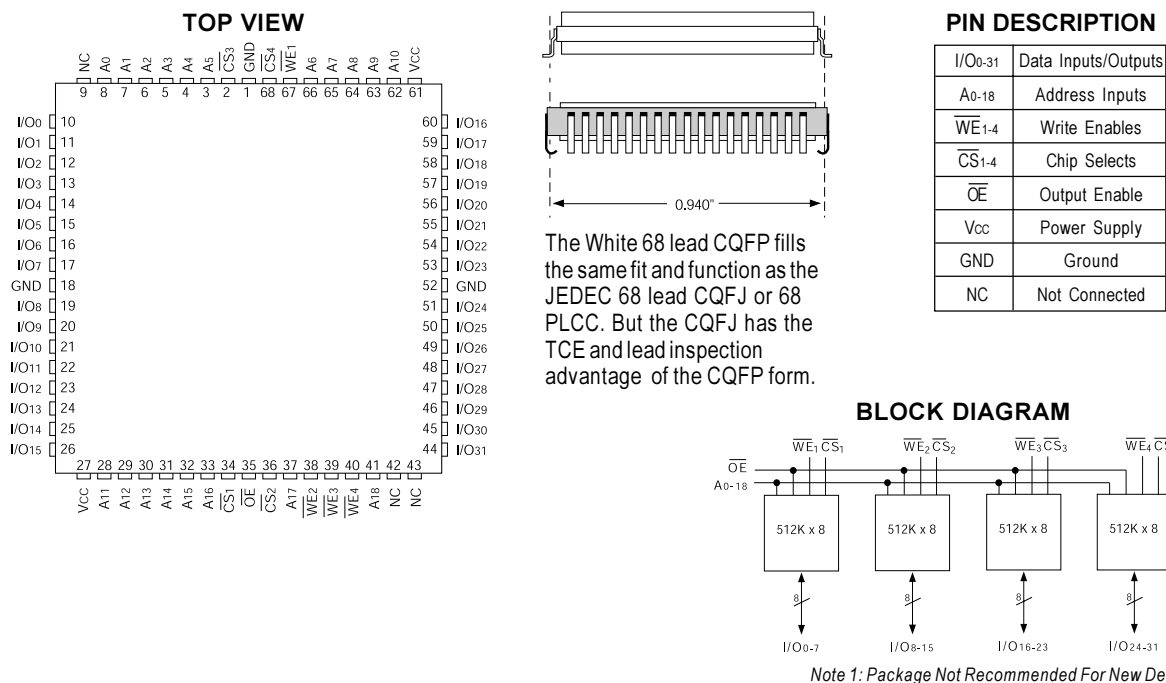 TOP VIEW
NC A0 A1 A2 A3 A4 A5 CS3 GND CS4 WE1 A6 A7 A8 A9 A10 VCC
9 8 7 6 5 4 3 2 1 68 67 66 65 64 63 62 61
I/O0 10 60 I/O16
I/O1 11 59 I/O17
I/O2 12 58 I/O18
I/O3 13 57 I/O19
I/O4 14 56 I/O20
I/O5 15 55 I/O21
I/O6 16 54 I/O22
I/O7 17 53 I/O23
GND 18 52 GND
I/O8 19 51 I/O24
I/O9 20 50 I/O25
I/O10 21 49 I/O26
I/O11 22 48 I/O27
I/O12 23 47 I/O28
I/O13 24 46 I/O29
I/O14 25 45 I/O30
I/O15 26 44 I/O31
27 28 29 30 31 32 33 34 35 36 37 38 39 40 41 42 43
VCC A11 A12 A13 A14 A15 A16 CS1 OE CS2 A17 WE2 WE3 WE4 A18 NC NC
0.940"
The White 68 lead CQFP fills
the same fit and function as the
JEDEC 68 lead CQFJ or 68
PLCC. But the CQFJ has the
TCE and lead inspection
advantage of the CQFP form.
PIN DESCRIPTION
I/O0-31 Data Inputs/Outputs
A0-18 Address Inputs
WE1-4 Write Enables
CS1-4 Chip Selects
OE Output Enable
VCC Power Supply
GND Ground
NC Not Connected
BLOCK DIAGRAM
WE1 CS1 WE2 CS2 WE3 CS3 WE4 CS
OE
A0-18
512K x 8 512K x 8 512K x 8 512K x 8
8 8 8 8
I/O0-7 I/O8-15 I/O16-23 I/O24-31
Note 1: Package Not Recommended For New De